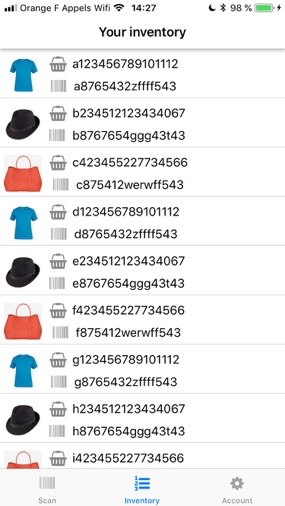 Orange F Appels Wifi 14:27 98 %
Your inventory
a123456789101112
a8765432zffff543
b234512123434067
b8767654ggg43t43
c423455227734566
c875412werwff543
d123456789101112
d8765432zffff543
e234512123434067
e8767654ggg43t43
f423455227734566
f875412werwff543
g123456789101112
g8765432zffff543
h234512123434067
h8767654ggg43t43
i423455227734566
Scan Inventory Account